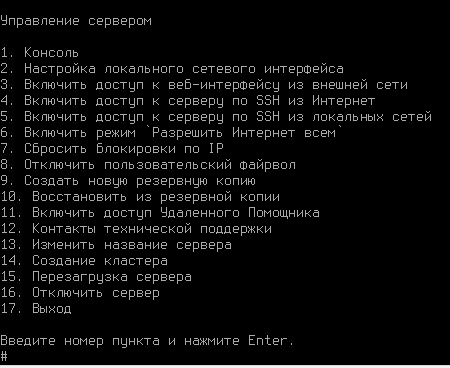 Управление сервером
1. Консоль
2. Настройка локального сетевого интерфейса
3. Включить доступ к веб-интерфейсу из внешней сети
4. Включить доступ к серверу по SSH из Интернет
5. Включить доступ к серверу по SSH из локальных сетей
6. Включить режим `Разрешить Интернет всем`
7. Сбросить Блокировки по IP
8. Отключить пользовательский файрвол
9. Создать новую резервную копию
10. Восстановить из резервной копии
11. Включить доступ Удаленного Помощника
12. Контакты технической поддержки
13. Изменить название сервера
14. Создание кластера
15. Перезагрузка сервера
16. Отключить сервер
17. Выход
Введите номер пункта и нажмите Enter.
#